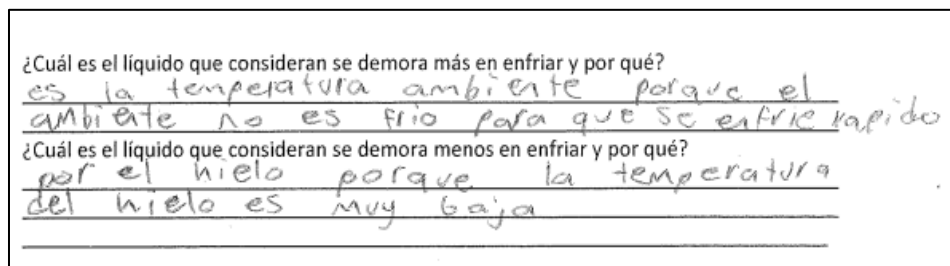 ¿Cuál es el líquido que consideran se demora más en enfriar y por qué?
es la temperatura ambiente porque el
ambiente no es frio para que se enfrie rapido
¿Cuál es el líquido que consideran se demora menos en enfriar y por qué?
por el hielo porque la temperatura
del hielo es muy baja